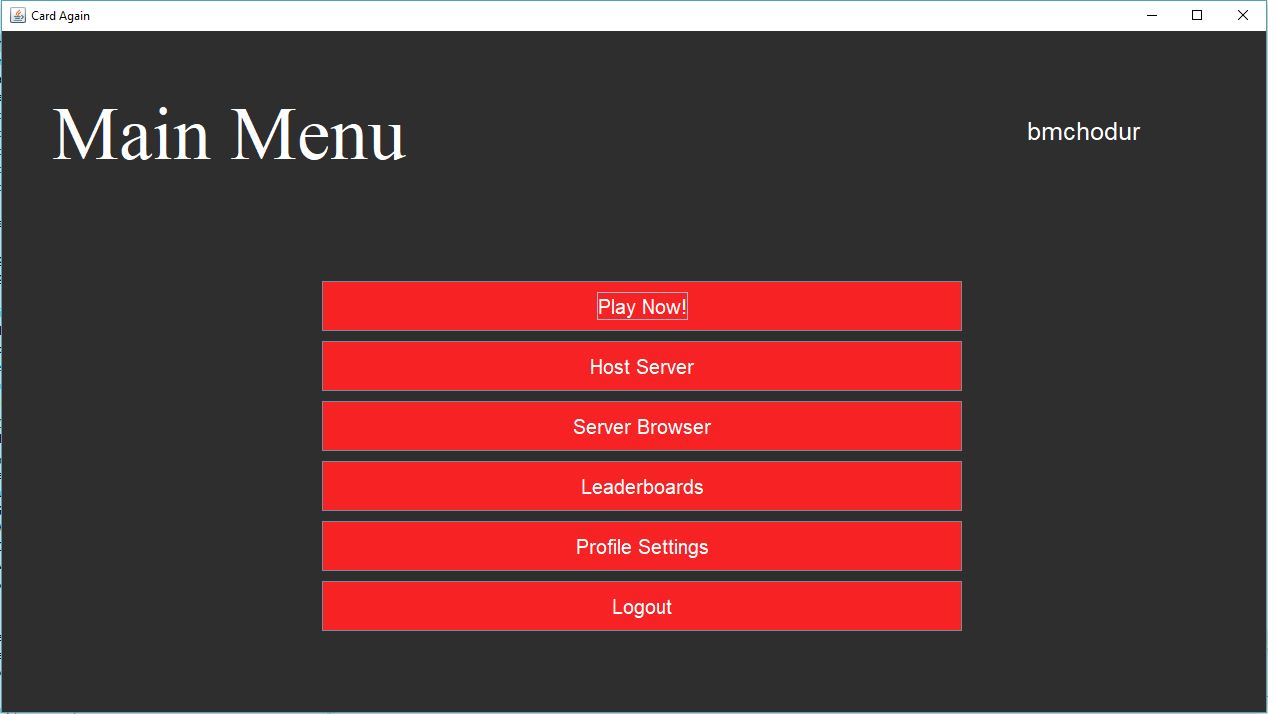 Card Again
Main Menu
bmchodur
Play Now!
Host Server
Server Browser
Leaderboards
Profile Settings
Logout